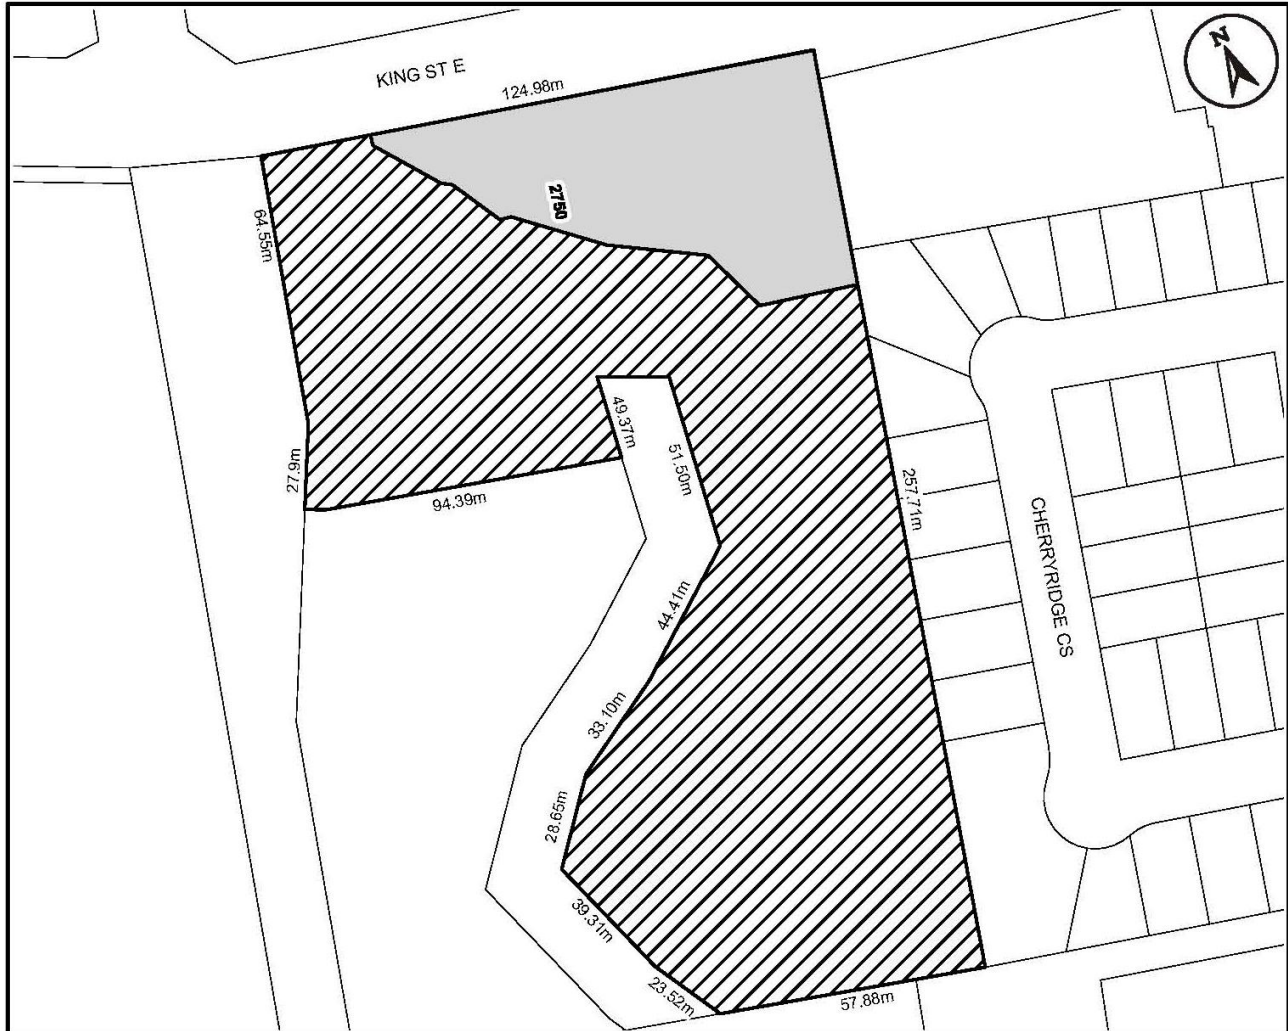 N
KING ST E
124.98m
2750
64.55m
49.37m
51.50m
27.9m
94.39m
257.71m
CHERRYRIDGE CS
44.41m
33.10m
28.65m
39.31m
23.52m
57.88m